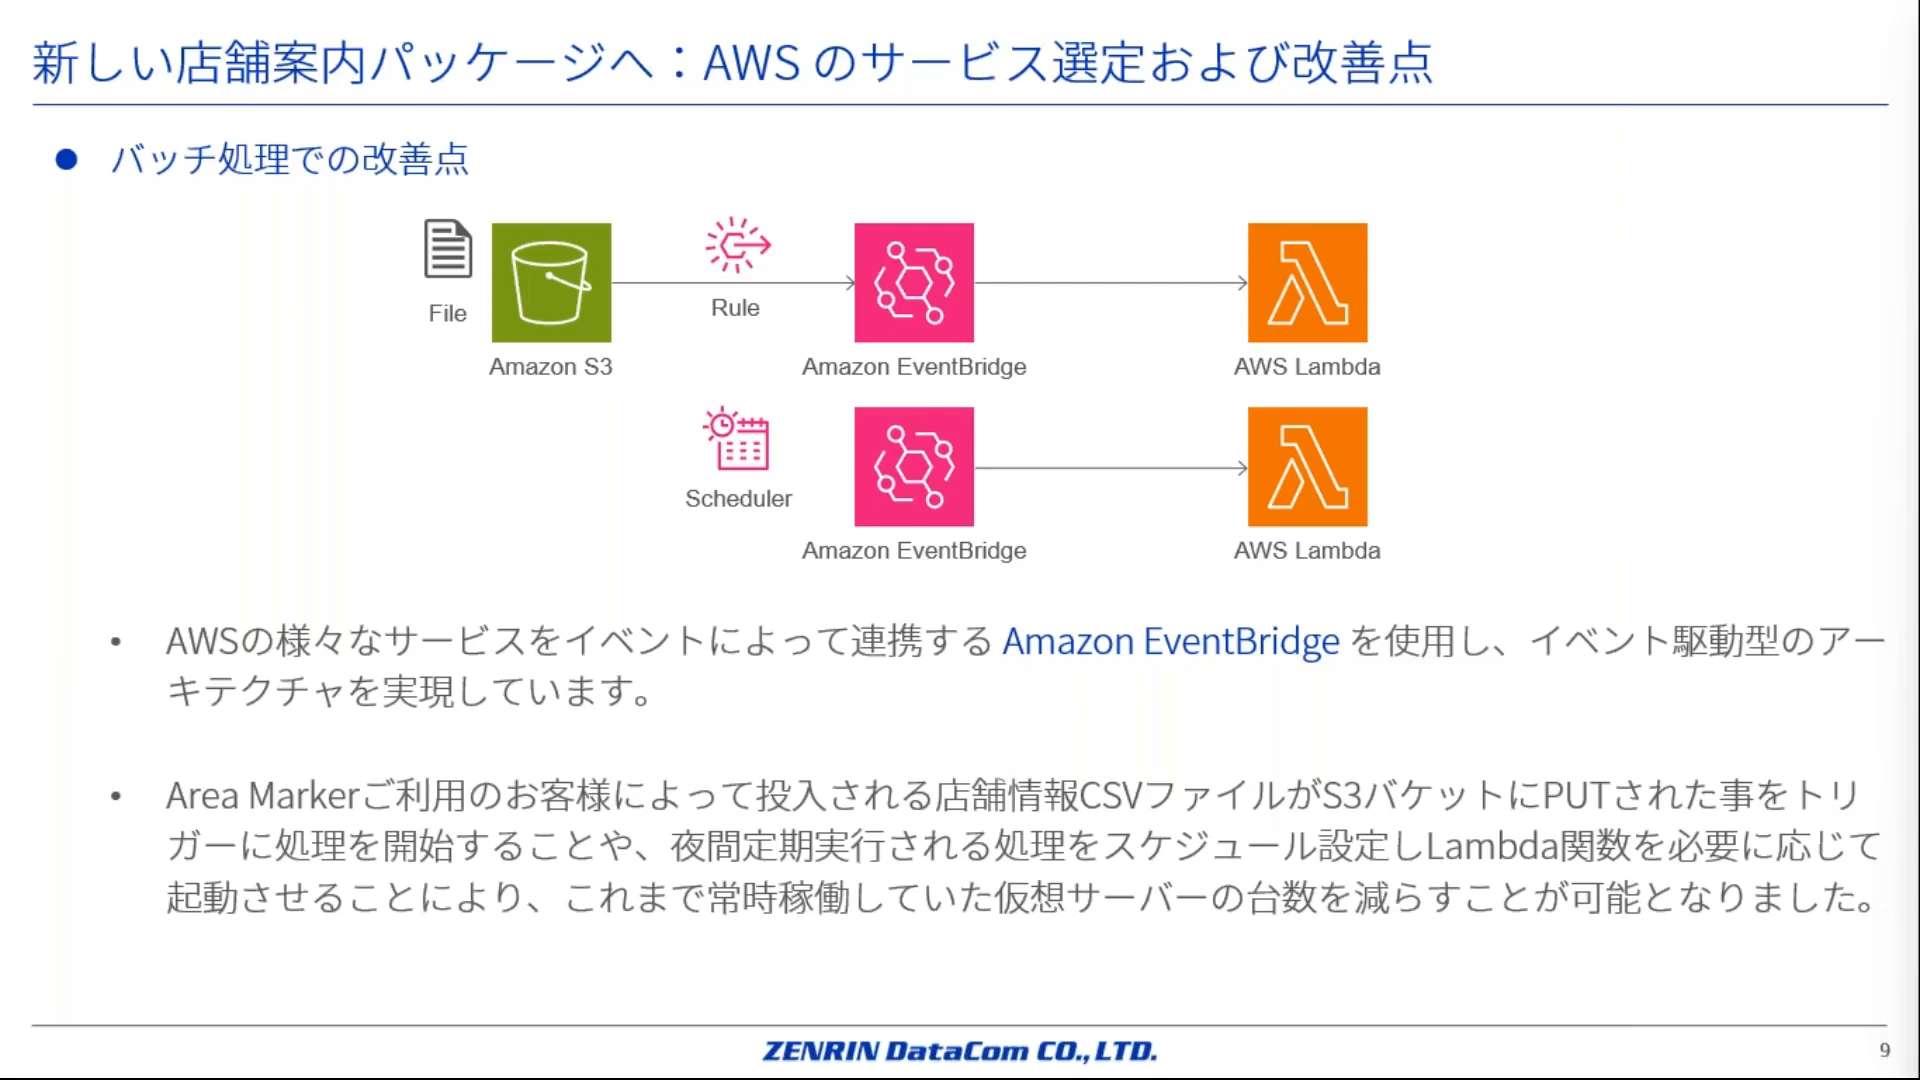 新しい店舗案内パッケージへ：AWS のサービス選定および改善点
● バッチ処理での改善点
File
Amazon S3
Rule
Amazon EventBridge
AWS Lambda
Scheduler
Amazon EventBridge
AWS Lambda
• AWSの様々なサービスをイベントによって連携する Amazon EventBridge を使用し、イベント駆動型のアー
キテクチャを実現しています。
• Area Markerご利用のお客様によって投入される店舗情報CSVファイルがS3バケットにPUTされた事をトリ
ガーに処理を開始することや、夜間定期実行される処理をスケジュール設定しLambda関数を必要に応じて
起動させることにより、これまで常時稼働していた仮想サーバーの台数を減らすことが可能となりました。
ZENRIN DataCom CO., LTD.
9